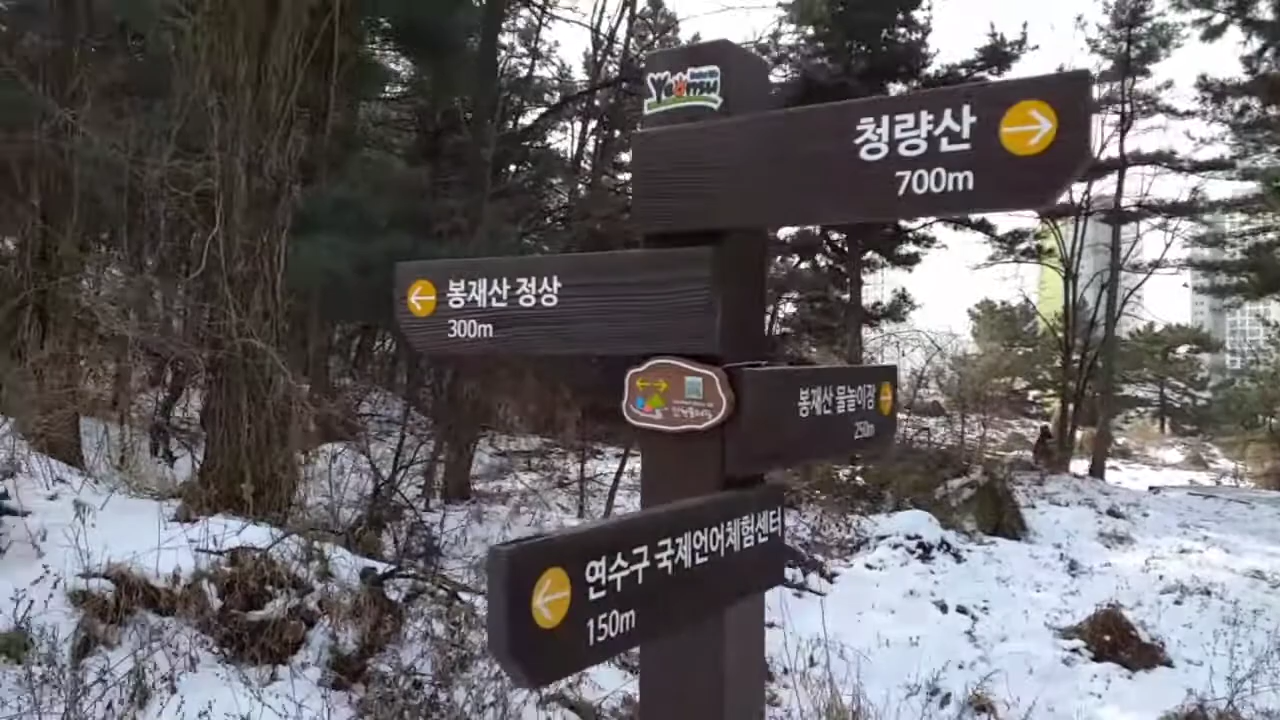 청량산
700m
봉재산 정상
300m
봉재산 물놀이장
250m
연수구 국제언어체험센터
150m